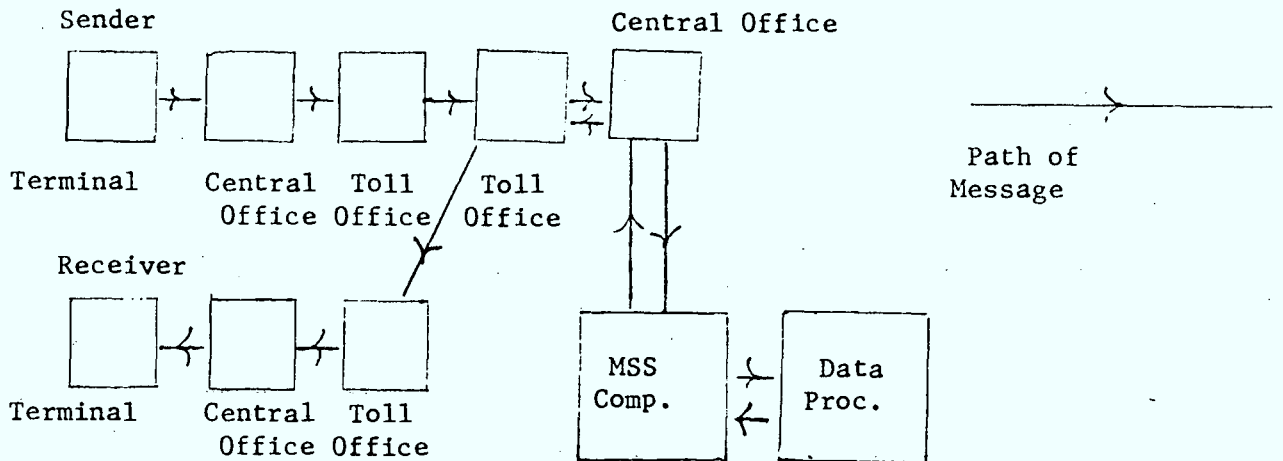 Sender
Central Office
Terminal
Central
Office
Toll
Office
Toll
Office
Path of
Message
Receiver
Terminal
Central
Office
Toll
Office
MSS
Comp.
Data
Proc.